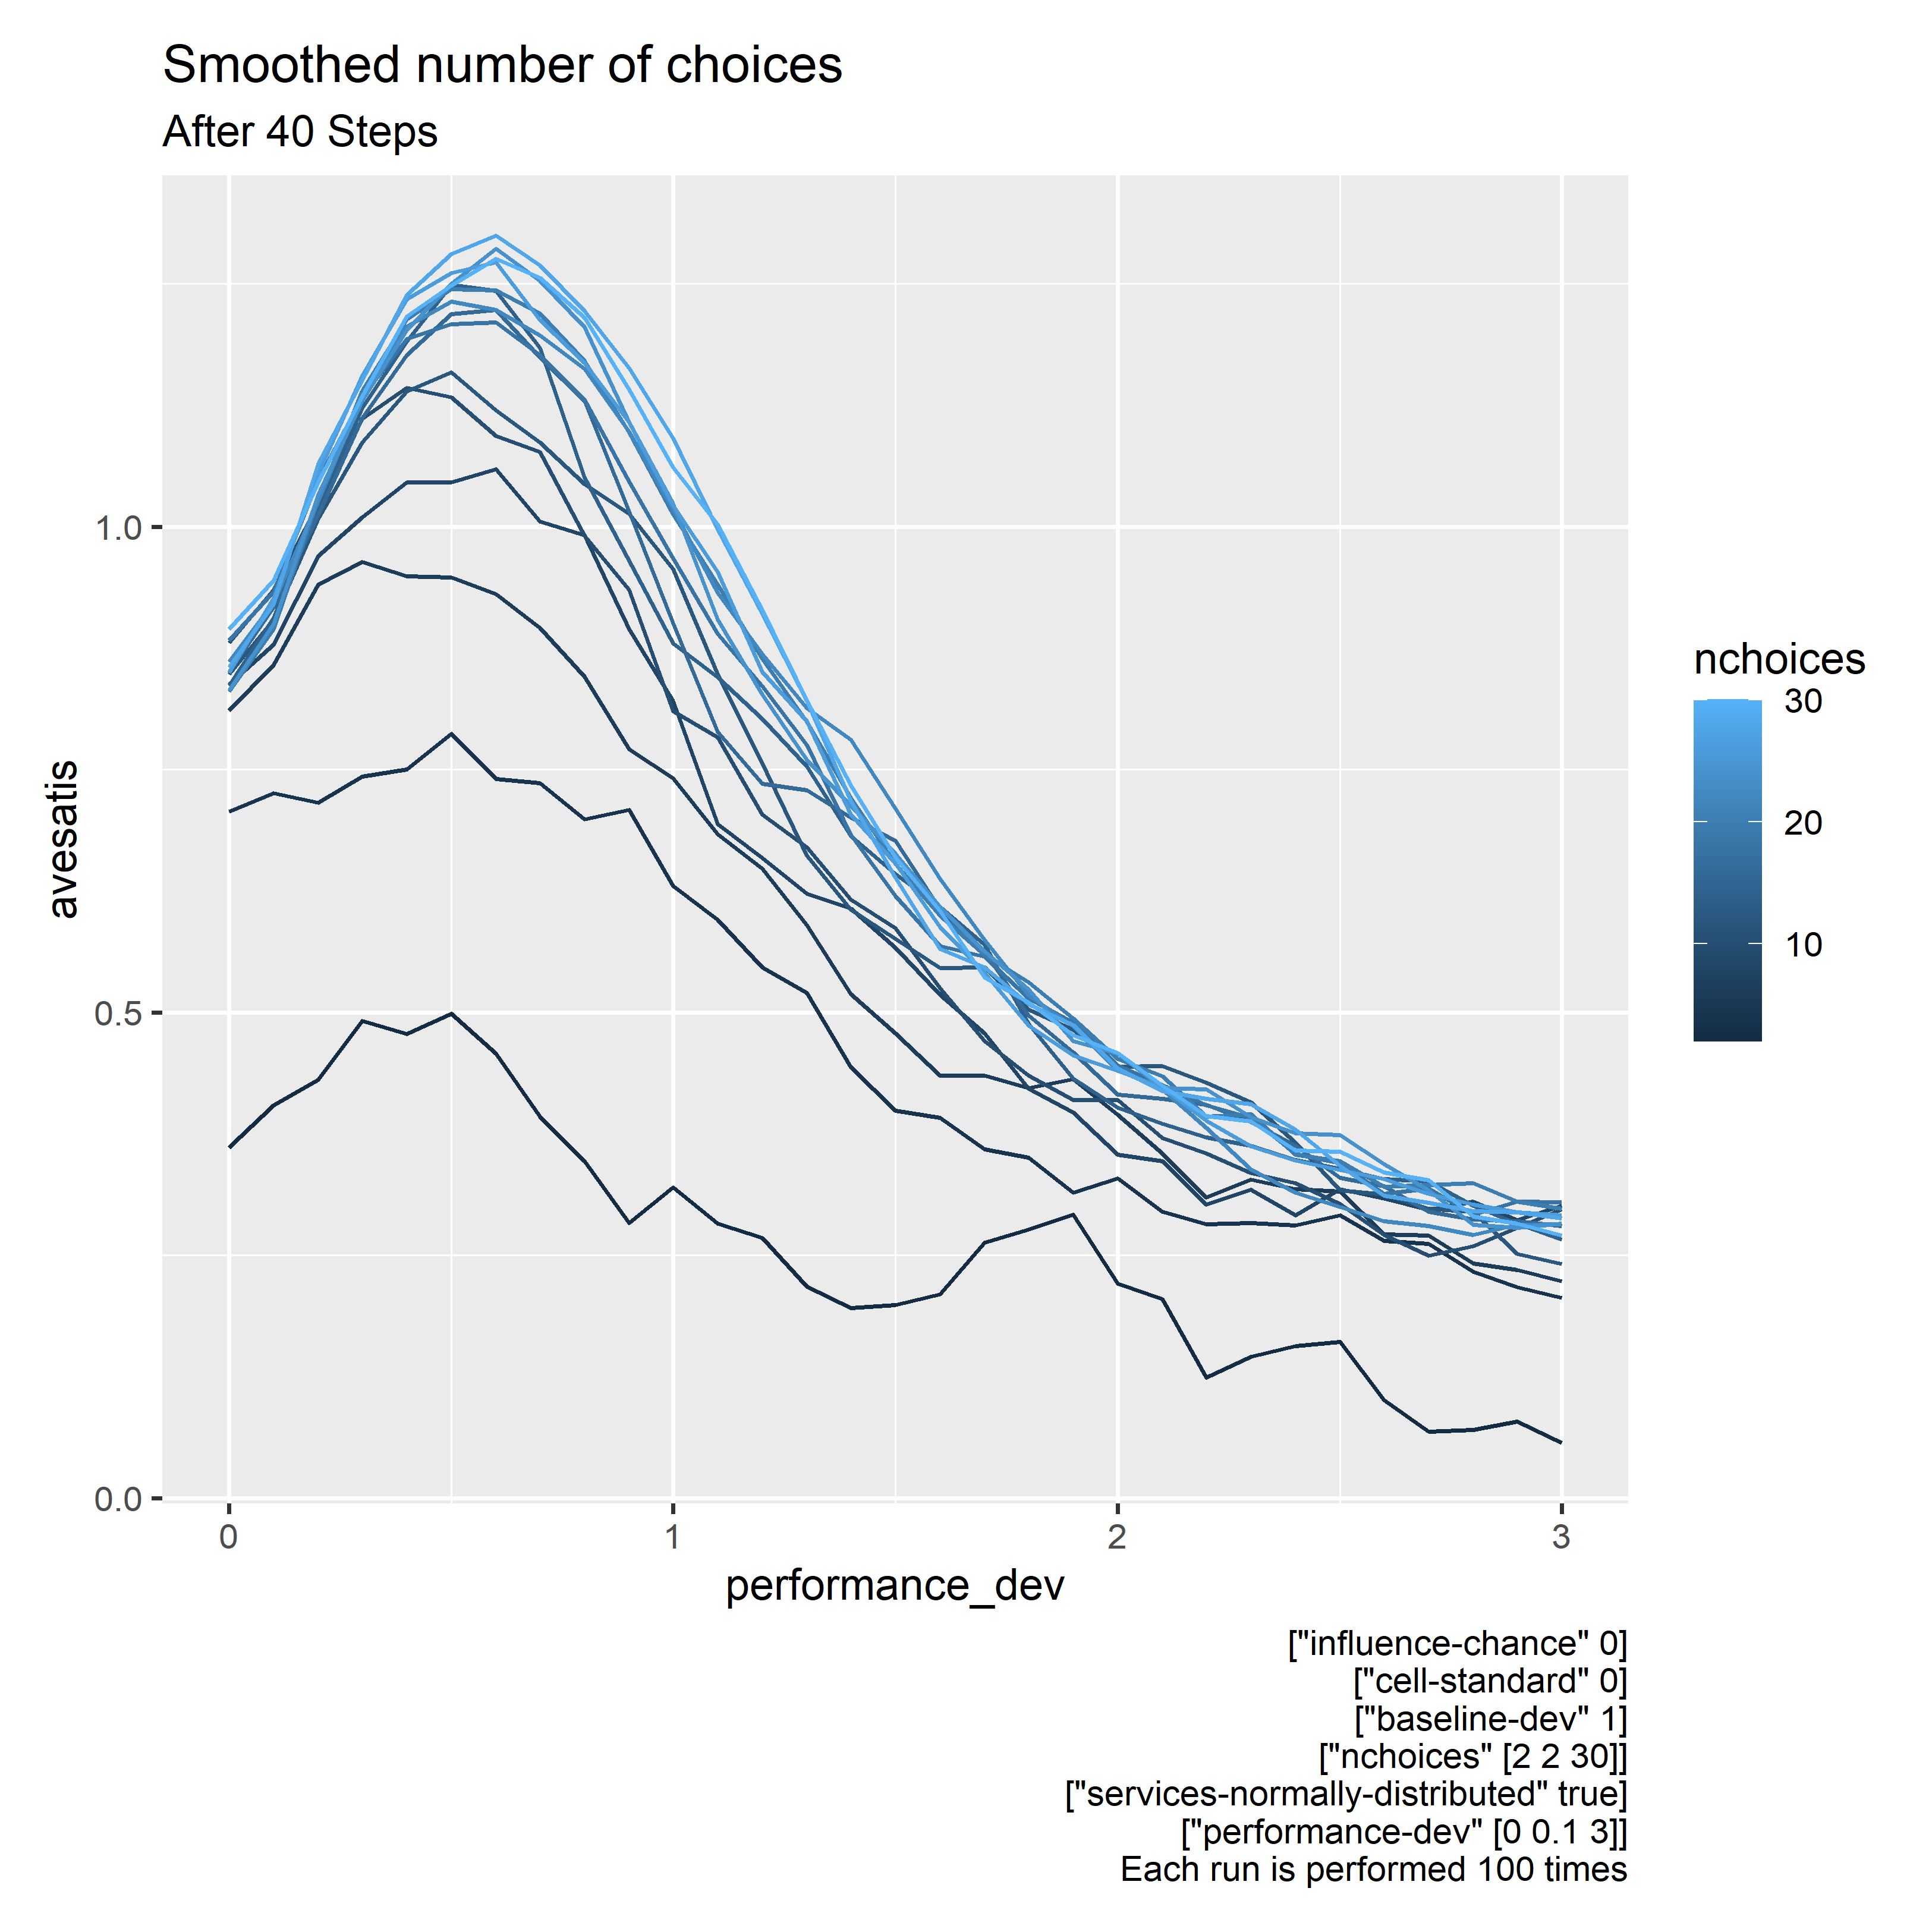 Smoothed number of choices
After 40 Steps
avesatis
1.0
0.5
0.0
0
1
2
3
performance_dev
nchoices
30
20
10
["influence-chance" 0]
["cell-standard" 0]
["baseline-dev" 1]
["nchoices" [2 2 30]]
["services-normally-distributed" true]
["performance-dev" [0 0.1 3]]
Each run is performed 100 times